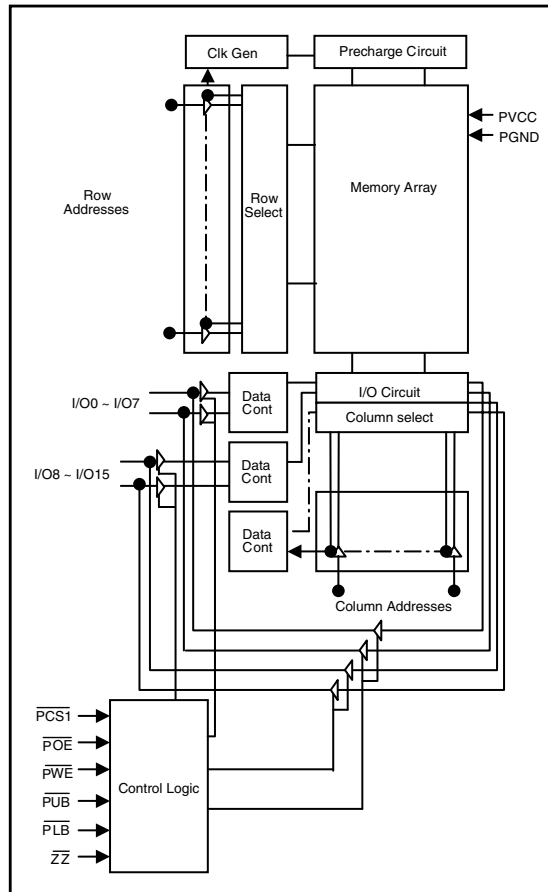 Clk Gen
Precharge Circuit
PVCC
PGND
Row
Addresses
Row
Select
Memory Array
I/O0 ~ I/O7
Data
Cont
I/O Circuit
Column select
I/O8 ~ I/O15
Data
Cont
Data
Cont
Column Addresses
PCS1
POE
PWE
PUB
PLB
ZZ
Control Logic